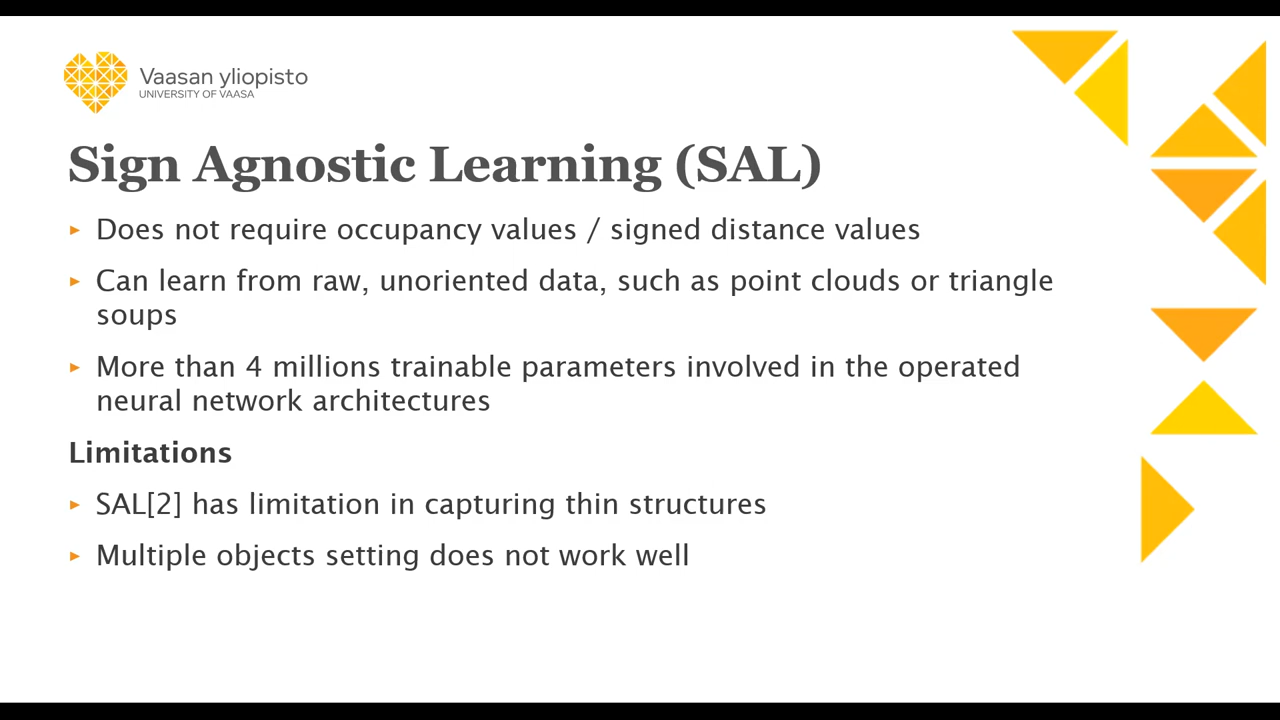 Vaasan yliopisto
UNIVERSITY OF VAASA
Sign Agnostic Learning (SAL)
Does not require occupancy values / signed distance values
Can learn from raw, unoriented data, such as point clouds or triangle
soups
More than 4 millions trainable parameters involved in the operated
neural network architectures
Limitations
SAL[2] has limitation in capturing thin structures
Multiple objects setting does not work well